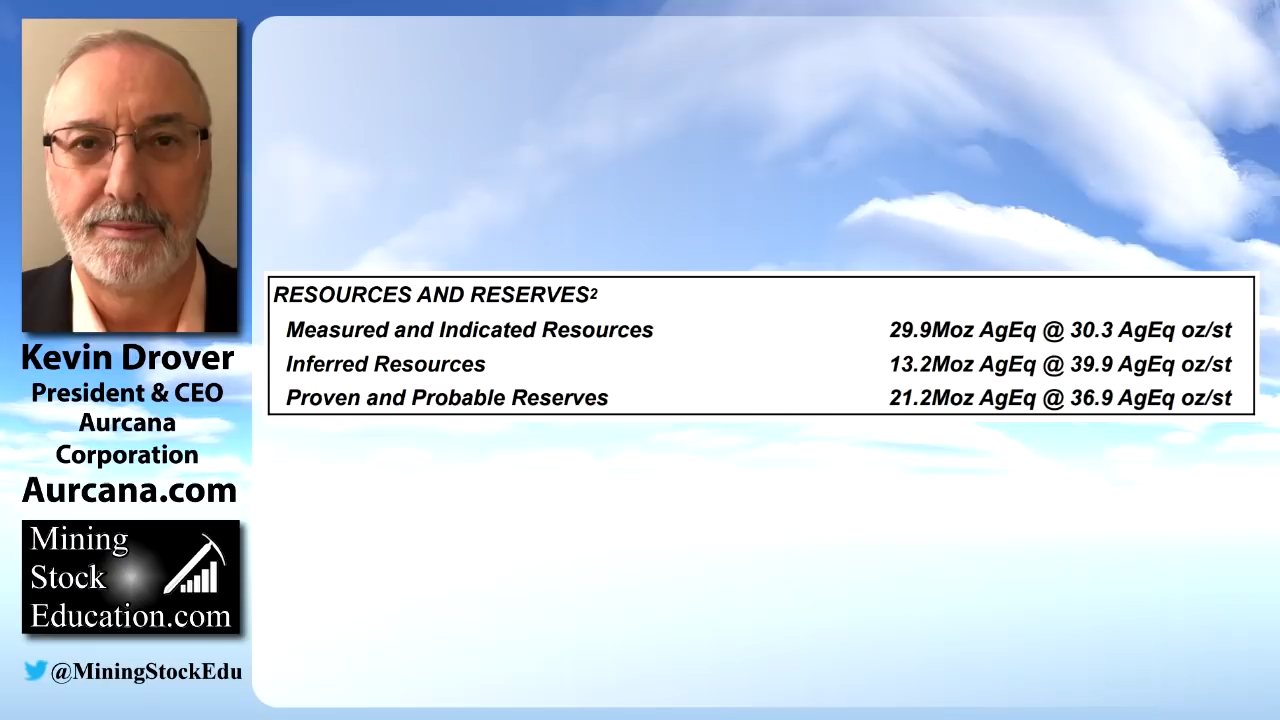 Kevin Drover
President & CEO
Aurcana
Corporation
Aurcana.com
Mining
Stock
Education.com
@MiningStockEdu
RESOURCES AND RESERVES²
Measured and Indicated Resources 29.9Moz AgEq @ 30.3 AgEq oz/st
Inferred Resources 13.2Moz AgEq @ 39.9 AgEq oz/st
Proven and Probable Reserves 21.2Moz AgEq @ 36.9 AgEq oz/st